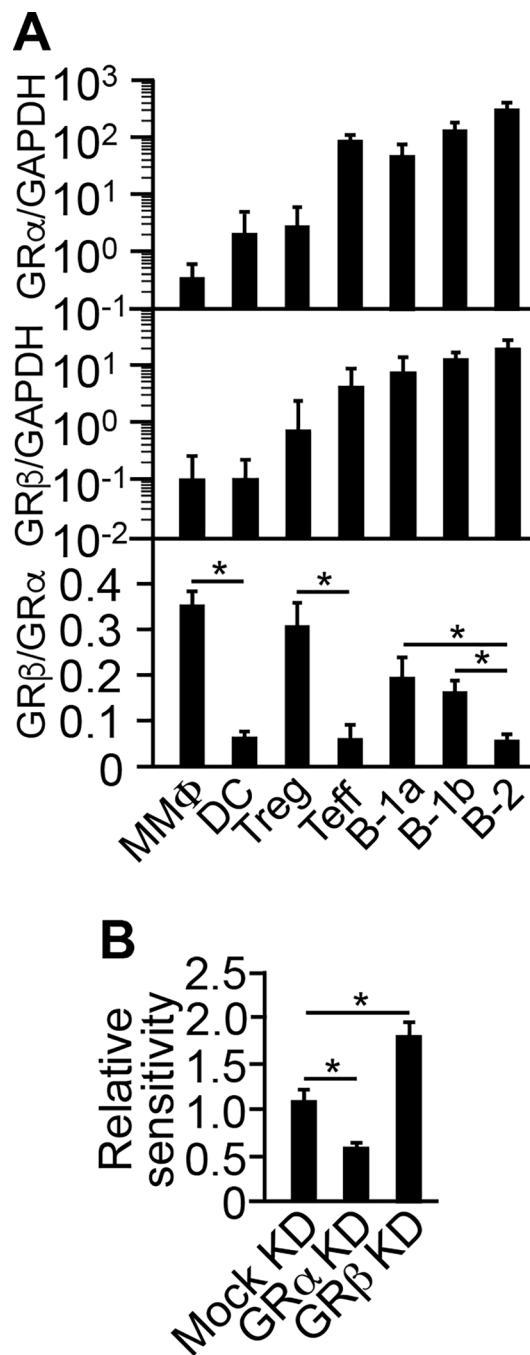 A
GRα/GAPDH
10³
10²
10¹
10⁰
10⁻¹
GRβ/GAPDH
10¹
10⁰
10⁻¹
10⁻²
GRβ/GRα
0.4
0.3
0.2
0.1
0
*
*
*
*
MMΦ
DC
Treg
Teff
B-1a
B-1b
B-2
B
Relative
sensitivity
2.5
2.0
1.5
1.0
0.5
0
*
*
Mock KD
GRα KD
GRβ KD